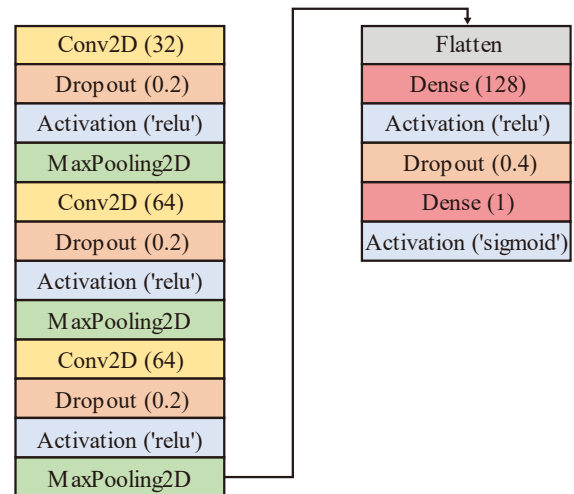 Conv2D (32)
Dropout (0.2)
Activation ('relu')
MaxPooling2D
Conv2D (64)
Dropout (0.2)
Activation ('relu')
MaxPooling2D
Conv2D (64)
Dropout (0.2)
Activation ('relu')
MaxPooling2D
Flatten
Dense (128)
Activation ('relu')
Dropout (0.4)
Dense (1)
Activation ('sigmoid')